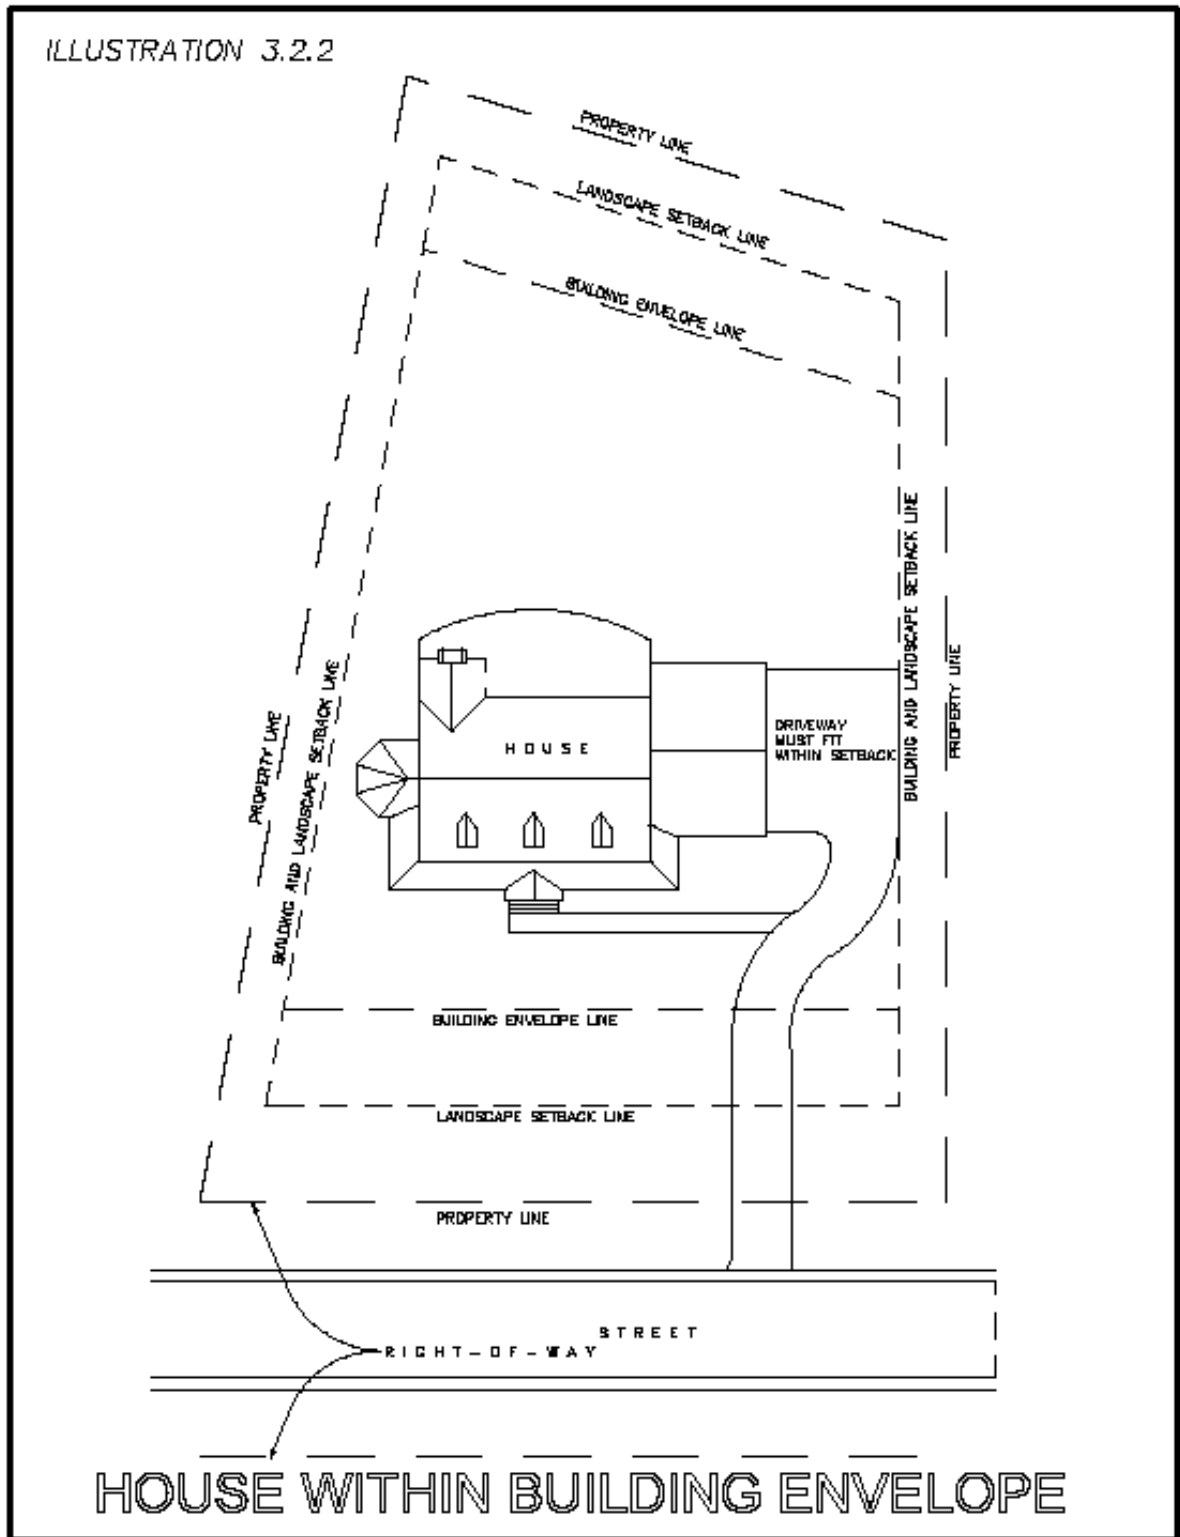 ILLUSTRATION 3.2.2
PROPERTY LINE
LANDSCAPE SETBACK LINE
BUILDING ENVELOPE LINE
BUILDING AND LANDSCAPE SETBACK LINE
PROPERTY LINE
PROPERTY LINE
BUILDING AND LANDSCAPE SETBACK LINE
HOUSE
DRIVEWAY
MUST FIT
WITHIN SETBACK
BUILDING ENVELOPE LINE
LANDSCAPE SETBACK LINE
PROPERTY LINE
STREET
RIGHT-OF-WAY
HOUSE WITHIN BUILDING ENVELOPE